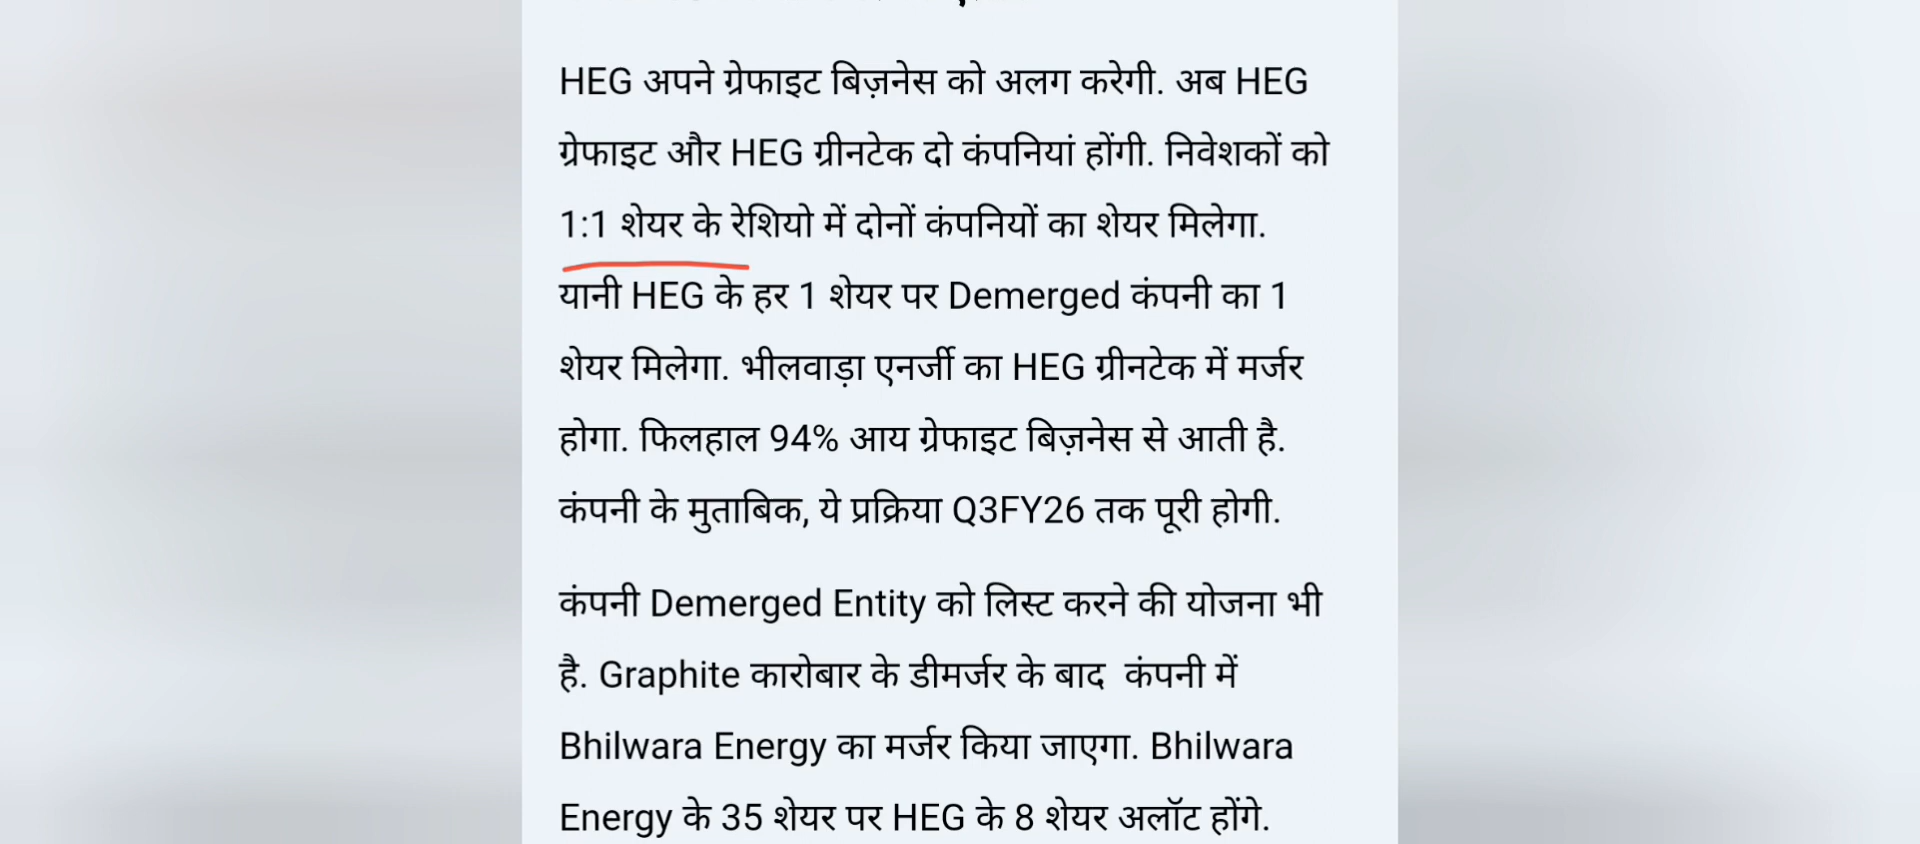 HEG अपने ग्रेफाइट बिज़नेस को अलग करेगी. अब HEG
ग्रेफाइट और HEG ग्रीनटेक दो कंपनियां होंगी. निवेशकों को
1:1 शेयर के रेशियो में दोनों कंपनियों का शेयर मिलेगा.
यानी HEG के हर 1 शेयर पर Demerged कंपनी का 1
शेयर मिलेगा. भीलवाड़ा एनर्जी का HEG ग्रीनटेक में मर्जर
होगा. फिलहाल 94% आय ग्रेफाइट बिज़नेस से आती है.
कंपनी के मुताबिक, ये प्रक्रिया Q3FY26 तक पूरी होगी.
कंपनी Demerged Entity को लिस्ट करने की योजना भी
है. Graphite कारोबार के डीमर्जर के बाद कंपनी में
Bhilwara Energy का मर्जर किया जाएगा. Bhilwara
Energy के 35 शेयर पर HEG के 8 शेयर अलॉट होंगे.